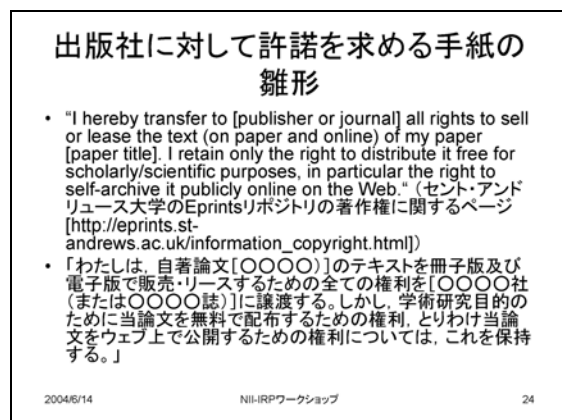 出版社に対して許諾を求める手紙の
雛形
• “I hereby transfer to [publisher or journal] all rights to sell
or lease the text (on paper and online) of my paper
[paper title]. I retain only the right to distribute it free for
scholarly/scientific purposes, in particular the right to
self-archive it publicly online on the Web.“ (セント・アンド
リュース大学のEprintsリポジトリの著作権に関するページ
[http://eprints.st-
andrews.ac.uk/information_copyright.html])
• 「わたしは，自著論文[〇〇〇〇)]のテキストを冊子版及び
電子版で販売・リースするための全ての権利を[〇〇〇〇社
(または〇〇〇〇誌)]に譲渡する。しかし，学術研究目的の
ために当論文を無料で配布するための権利，とりわけ当論
文をウェブ上で公開するための権利については，これを保持
する。」
2004/6/14
NII-IRPワークショップ
24